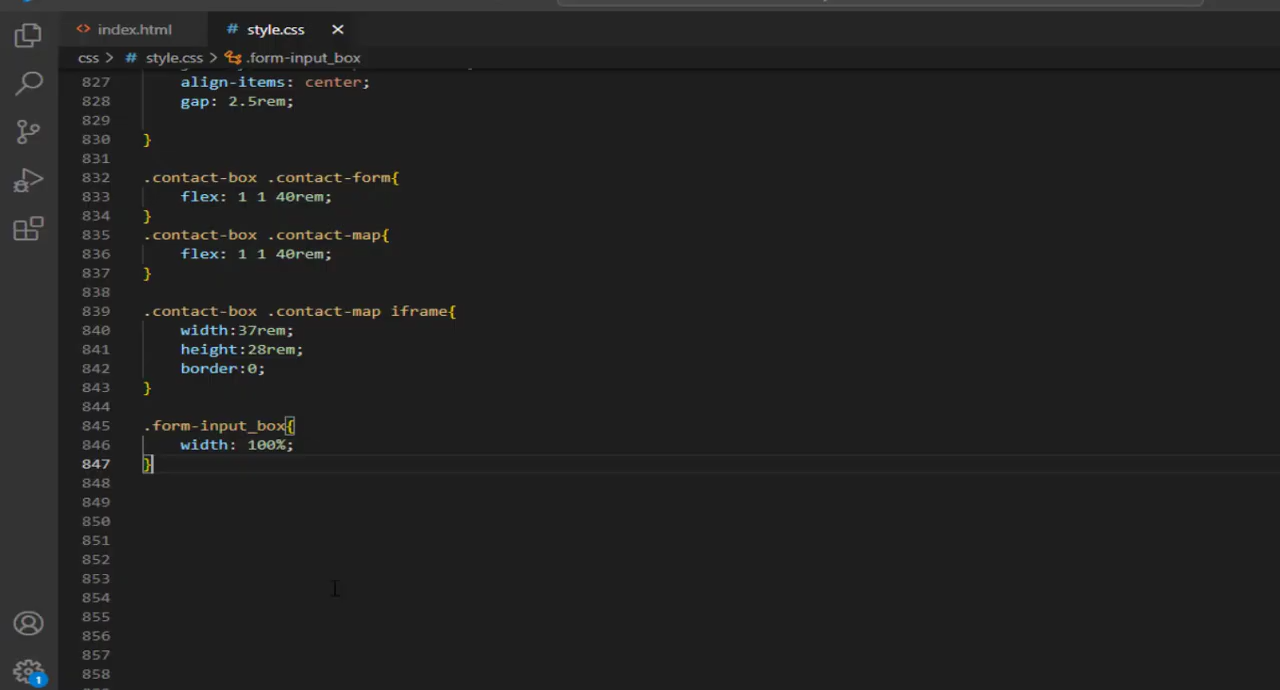 <> index.html # style.css ×
css > # style.css > .form-input_box
827 align-items: center;
828 gap: 2.5rem;
829
830 }
831
832 .contact-box .contact-form{
833 flex: 1 1 40rem;
834 }
835 .contact-box .contact-map{
836 flex: 1 1 40rem;
837 }
838
839 .contact-box .contact-map iframe{
840 width:37rem;
841 height:28rem;
842 border:0;
843 }
844
845 .form-input_box{
846 width: 100%;
847 }
848
849
850
851
852
853
854
855
856
857
858
1